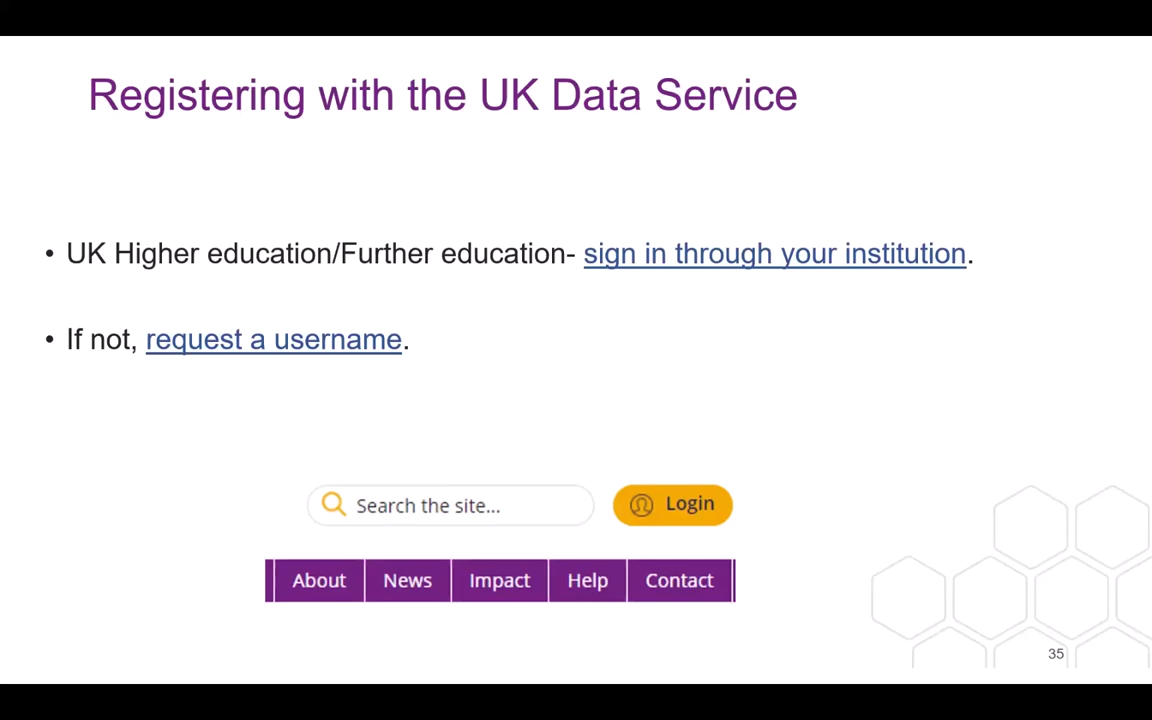 Registering with the UK Data Service
• UK Higher education/Further education- sign in through your institution.
• If not, request a username.
Search the site... Login
About News Impact Help Contact
35